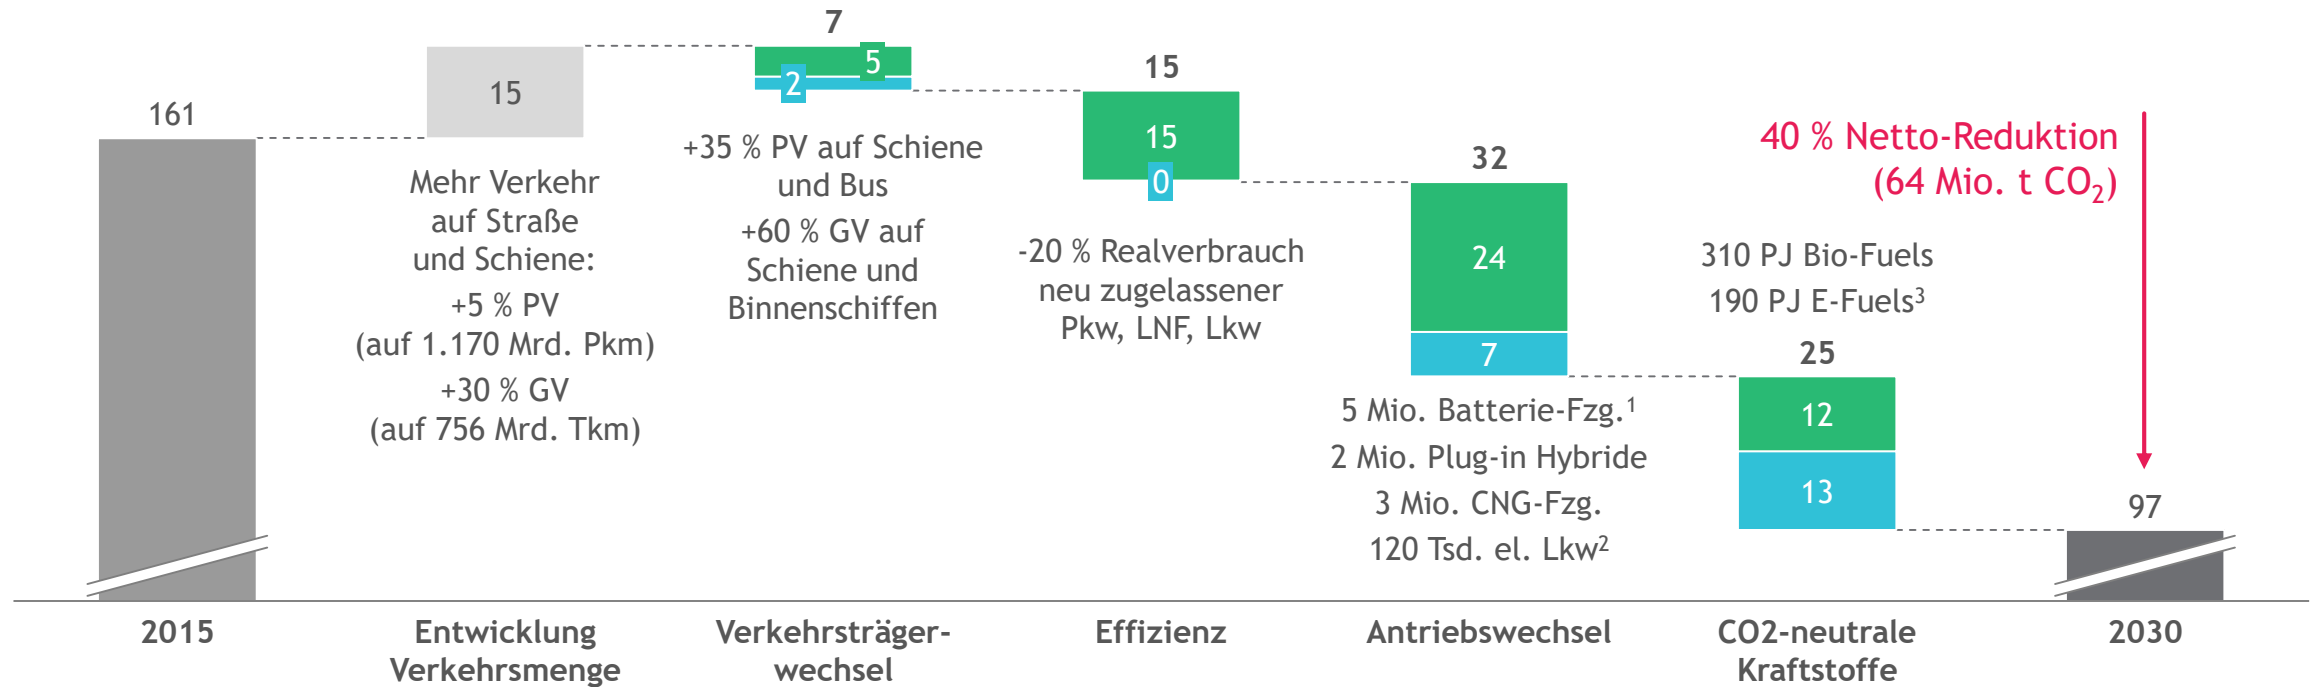 161
15
Mehr Verkehr
auf Straße
und Schiene:
+5 % PV
(auf 1.170 Mrd. Pkm)
+30 % GV
(auf 756 Mrd. Tkm)
7
5
2
+35 % PV auf Schiene
und Bus
+60 % GV auf
Schiene und
Binnenschiffen
15
15
0
-20 % Realverbrauch
neu zugelassener
Pkw, LNF, Lkw
32
24
7
5 Mio. Batterie-Fzg.¹
2 Mio. Plug-in Hybride
3 Mio. CNG-Fzg.
120 Tsd. el. Lkw²
310 PJ Bio-Fuels
190 PJ E-Fuels³
25
12
13
40 % Netto-Reduktion
(64 Mio. t CO₂)
97
2015
Entwicklung
Verkehrsmenge
Verkehrsträger-
wechsel
Effizienz
Antriebswechsel
CO2-neutrale
Kraftstoffe
2030